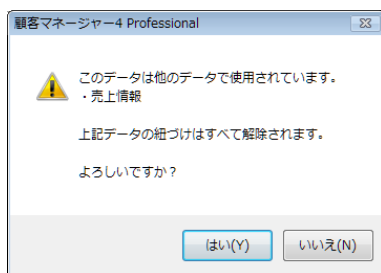 顧客マネージャー4 Professional
このデータは他のデータで使用されています。
・売上情報
上記データの紐づけはすべて解除されます。
よろしいですか？
はい(Y)
いいえ(N)